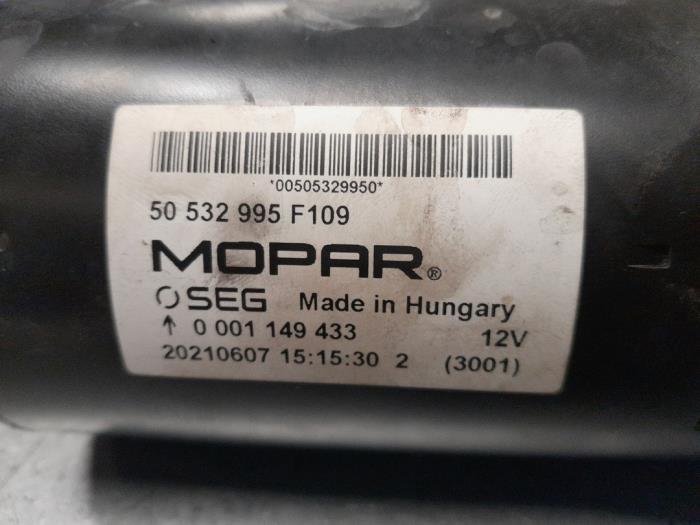 *00505329950*
50 532 995 F109
MOPAR®
SEG Made in Hungary
↑ 0 001 149 433 12V
20210607 15:15:30 2 (3001)